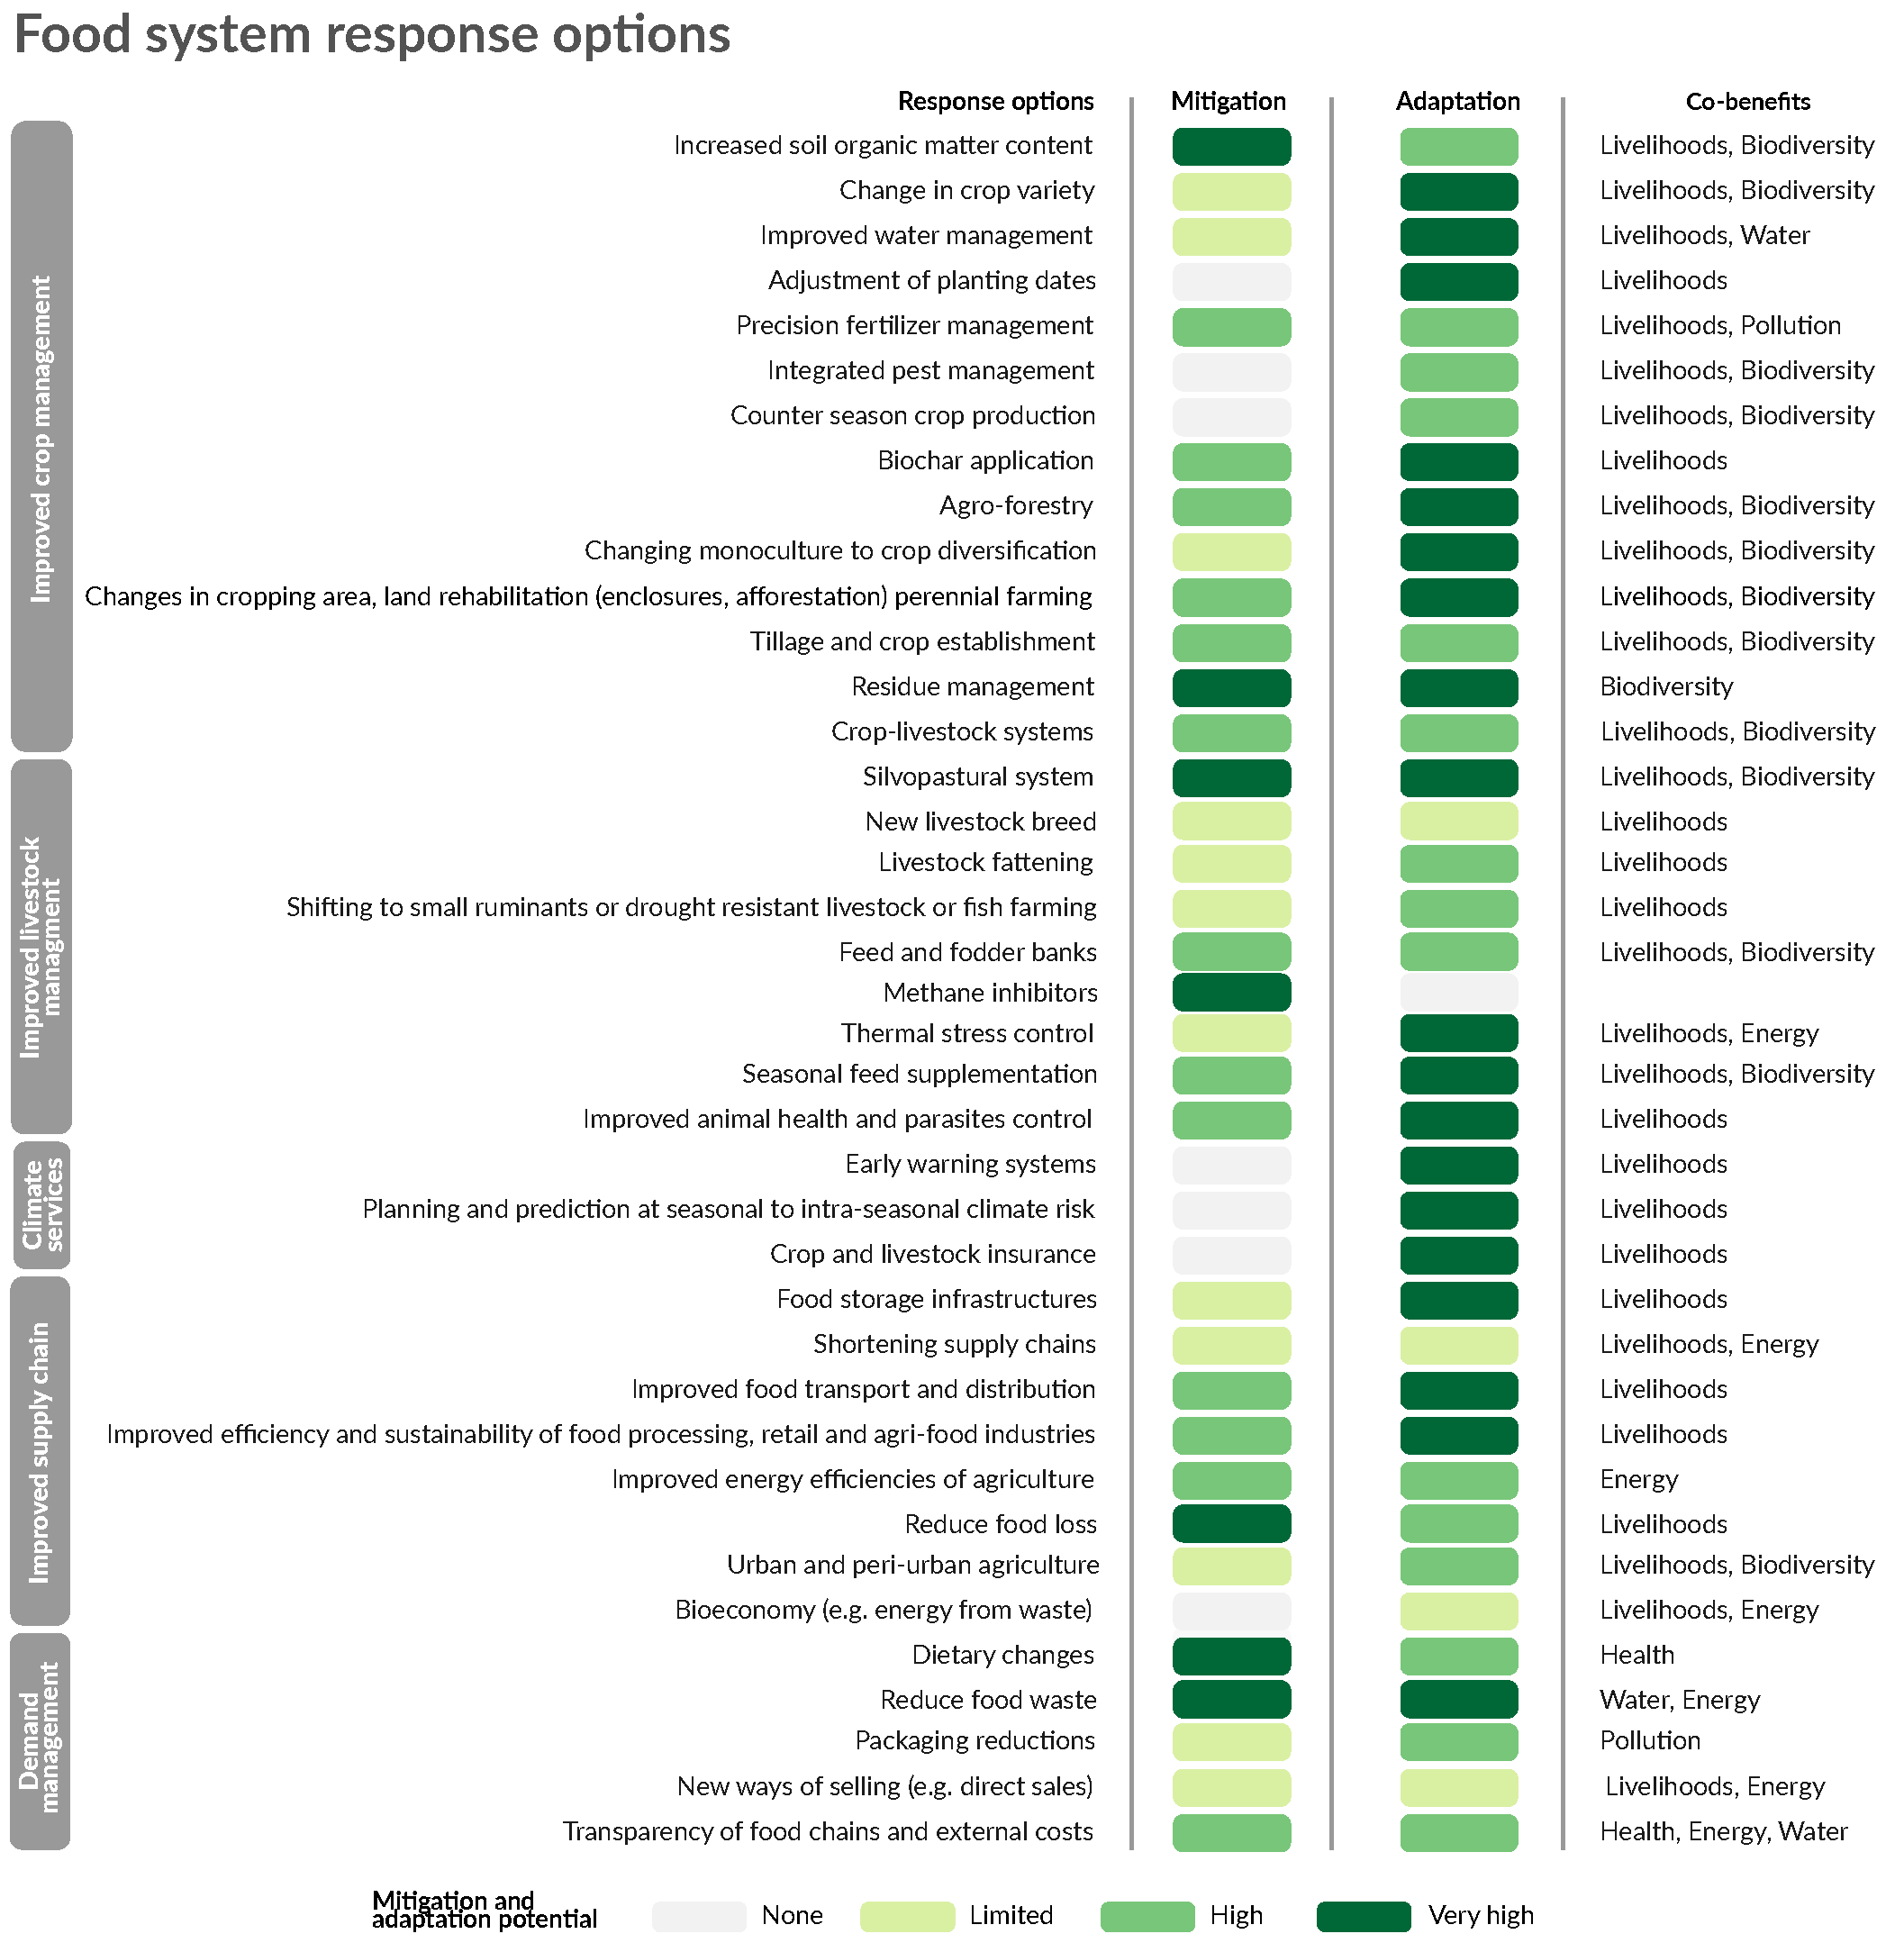 Food system response options
Response options Mitigation Adaptation Co-benefits
Improved crop management
Increased soil organic matter content Livelihoods, Biodiversity
Change in crop variety Livelihoods, Biodiversity
Improved water management Livelihoods, Water
Adjustment of planting dates Livelihoods
Precision fertilizer management Livelihoods, Pollution
Integrated pest management Livelihoods, Biodiversity
Counter season crop production Livelihoods, Biodiversity
Biochar application Livelihoods
Agro-forestry Livelihoods, Biodiversity
Changing monoculture to crop diversification Livelihoods, Biodiversity
Changes in cropping area, land rehabilitation (enclosures, afforestation) perennial farming Livelihoods, Biodiversity
Tillage and crop establishment Livelihoods, Biodiversity
Residue management Biodiversity
Crop-livestock systems Livelihoods, Biodiversity
Improved livestock
managment
Silvopastural system Livelihoods, Biodiversity
New livestock breed Livelihoods
Livestock fattening Livelihoods
Shifting to small ruminants or drought resistant livestock or fish farming Livelihoods
Feed and fodder banks Livelihoods, Biodiversity
Methane inhibitors
Thermal stress control Livelihoods, Energy
Seasonal feed supplementation Livelihoods, Biodiversity
Improved animal health and parasites control Livelihoods
Climate
services
Early warning systems Livelihoods
Planning and prediction at seasonal to intra-seasonal climate risk Livelihoods
Crop and livestock insurance Livelihoods
Improved supply chain
Food storage infrastructures Livelihoods
Shortening supply chains Livelihoods, Energy
Improved food transport and distribution Livelihoods
Improved efficiency and sustainability of food processing, retail and agri-food industries Livelihoods
Improved energy efficiencies of agriculture Energy
Reduce food loss Livelihoods
Urban and peri-urban agriculture Livelihoods, Biodiversity
Bioeconomy (e.g. energy from waste) Livelihoods, Energy
Demand
management
Dietary changes Health
Reduce food waste Water, Energy
Packaging reductions Pollution
New ways of selling (e.g. direct sales) Livelihoods, Energy
Transparency of food chains and external costs Health, Energy, Water
Mitigation and
adaptation potential None Limited High Very high